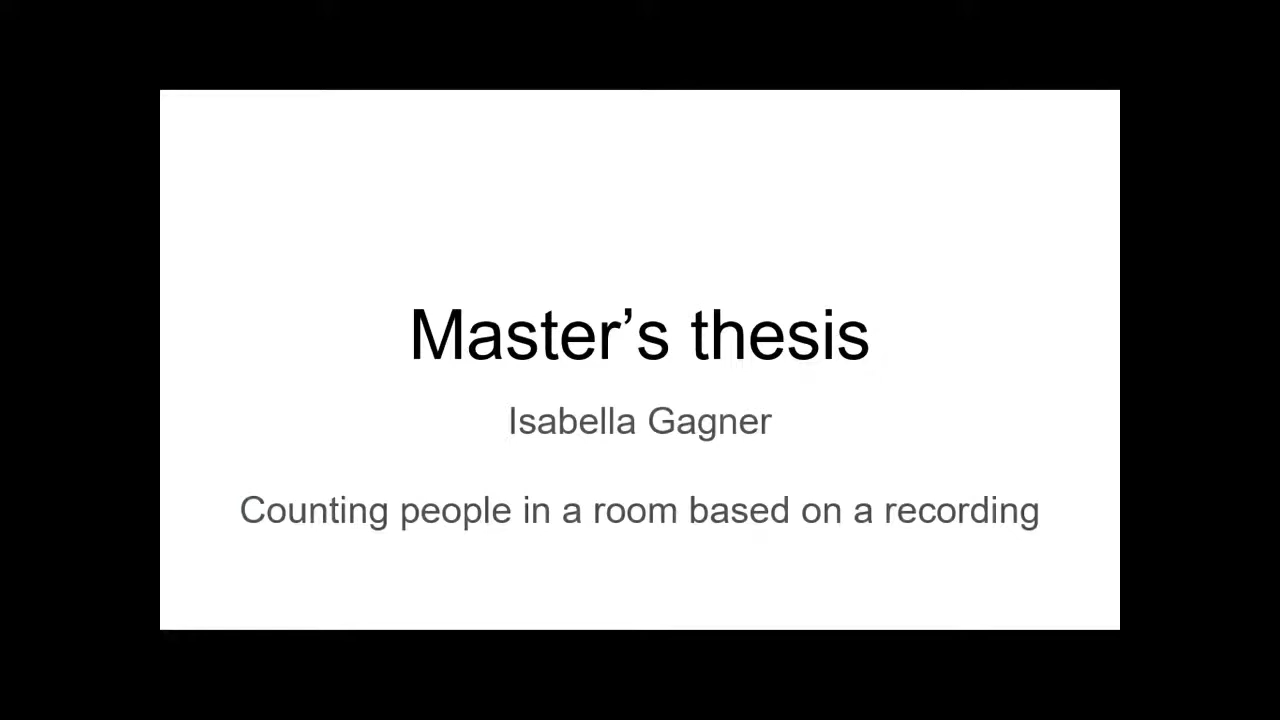 Master’s thesis
Isabella Gagner
Counting people in a room based on a recording